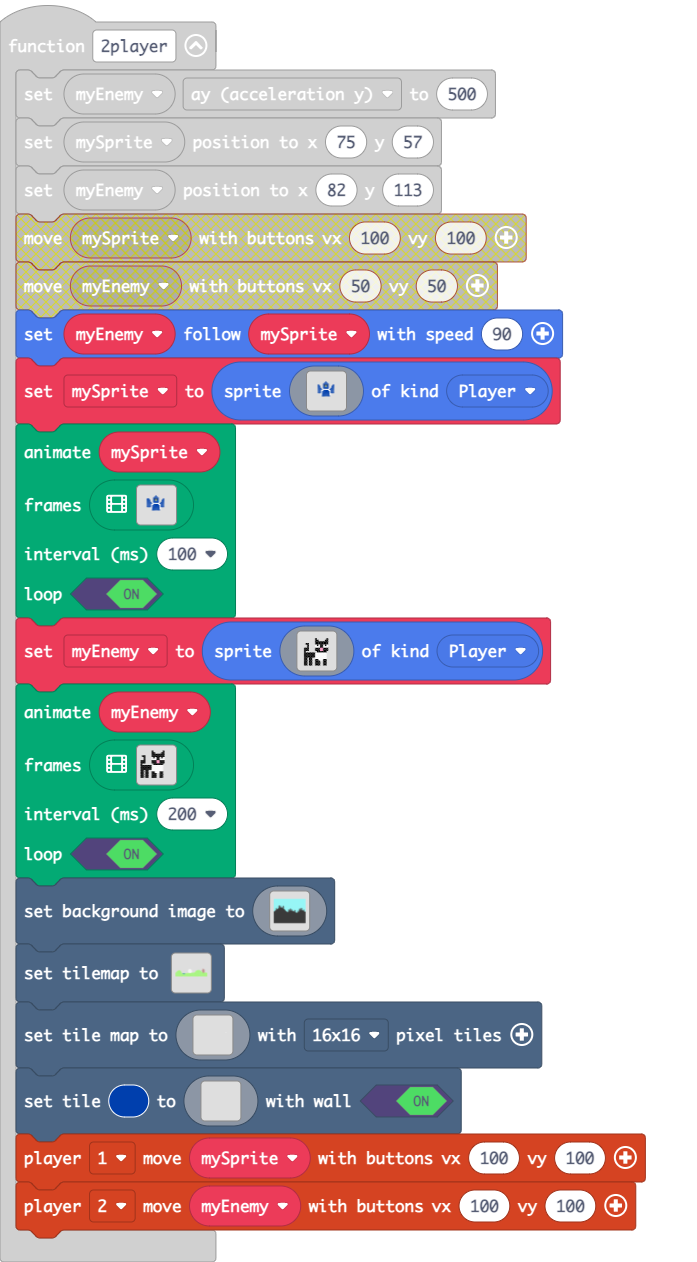 function 2player
set myEnemy ay (acceleration y) to 500
set mySprite position to x 75 y 57
set myEnemy position to x 82 y 113
move mySprite with buttons vx 100 vy 100
move myEnemy with buttons vx 50 vy 50
set myEnemy follow mySprite with speed 90
set mySprite to sprite of kind Player
animate mySprite
frames
interval (ms) 100
loop ON
set myEnemy to sprite of kind Player
animate myEnemy
frames
interval (ms) 200
loop ON
set background image to
set tilemap to
set tile map to with 16x16 pixel tiles
set tile to with wall ON
player 1 move mySprite with buttons vx 100 vy 100
player 2 move myEnemy with buttons vx 100 vy 100